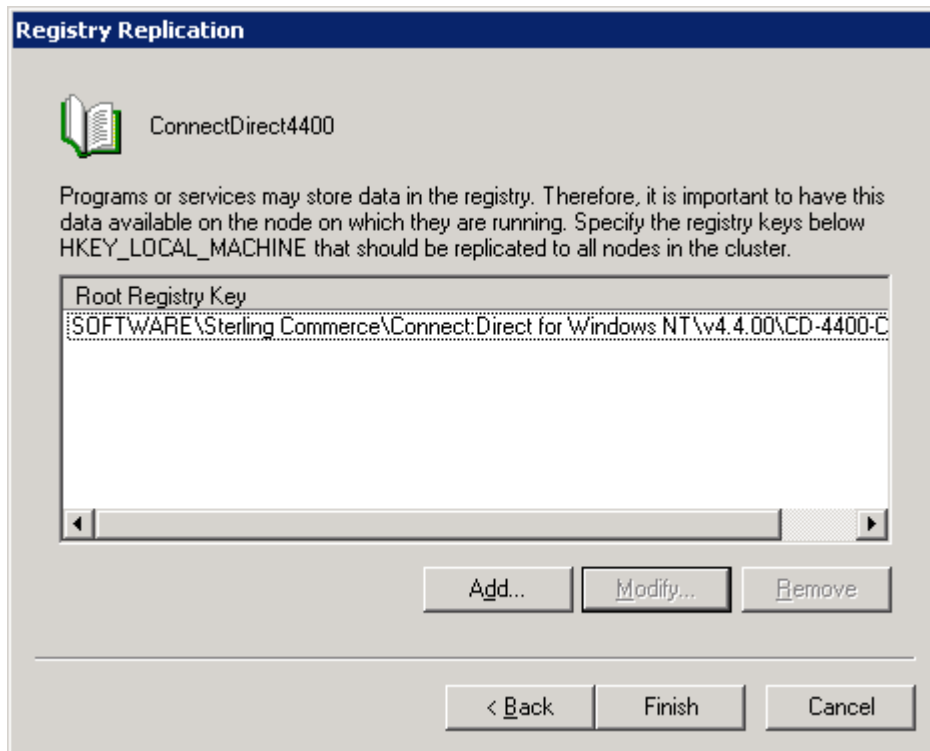 Registry Replication
ConnectDirect4400
Programs or services may store data in the registry. Therefore, it is important to have this
data available on the node on which they are running. Specify the registry keys below
HKEY_LOCAL_MACHINE that should be replicated to all nodes in the cluster.
Root Registry Key
SOFTWARE\Sterling Commerce\Connect:Direct for Windows NT\v4.4.00\CD-4400-C
Add...
Modify...
Remove
< Back
Finish
Cancel